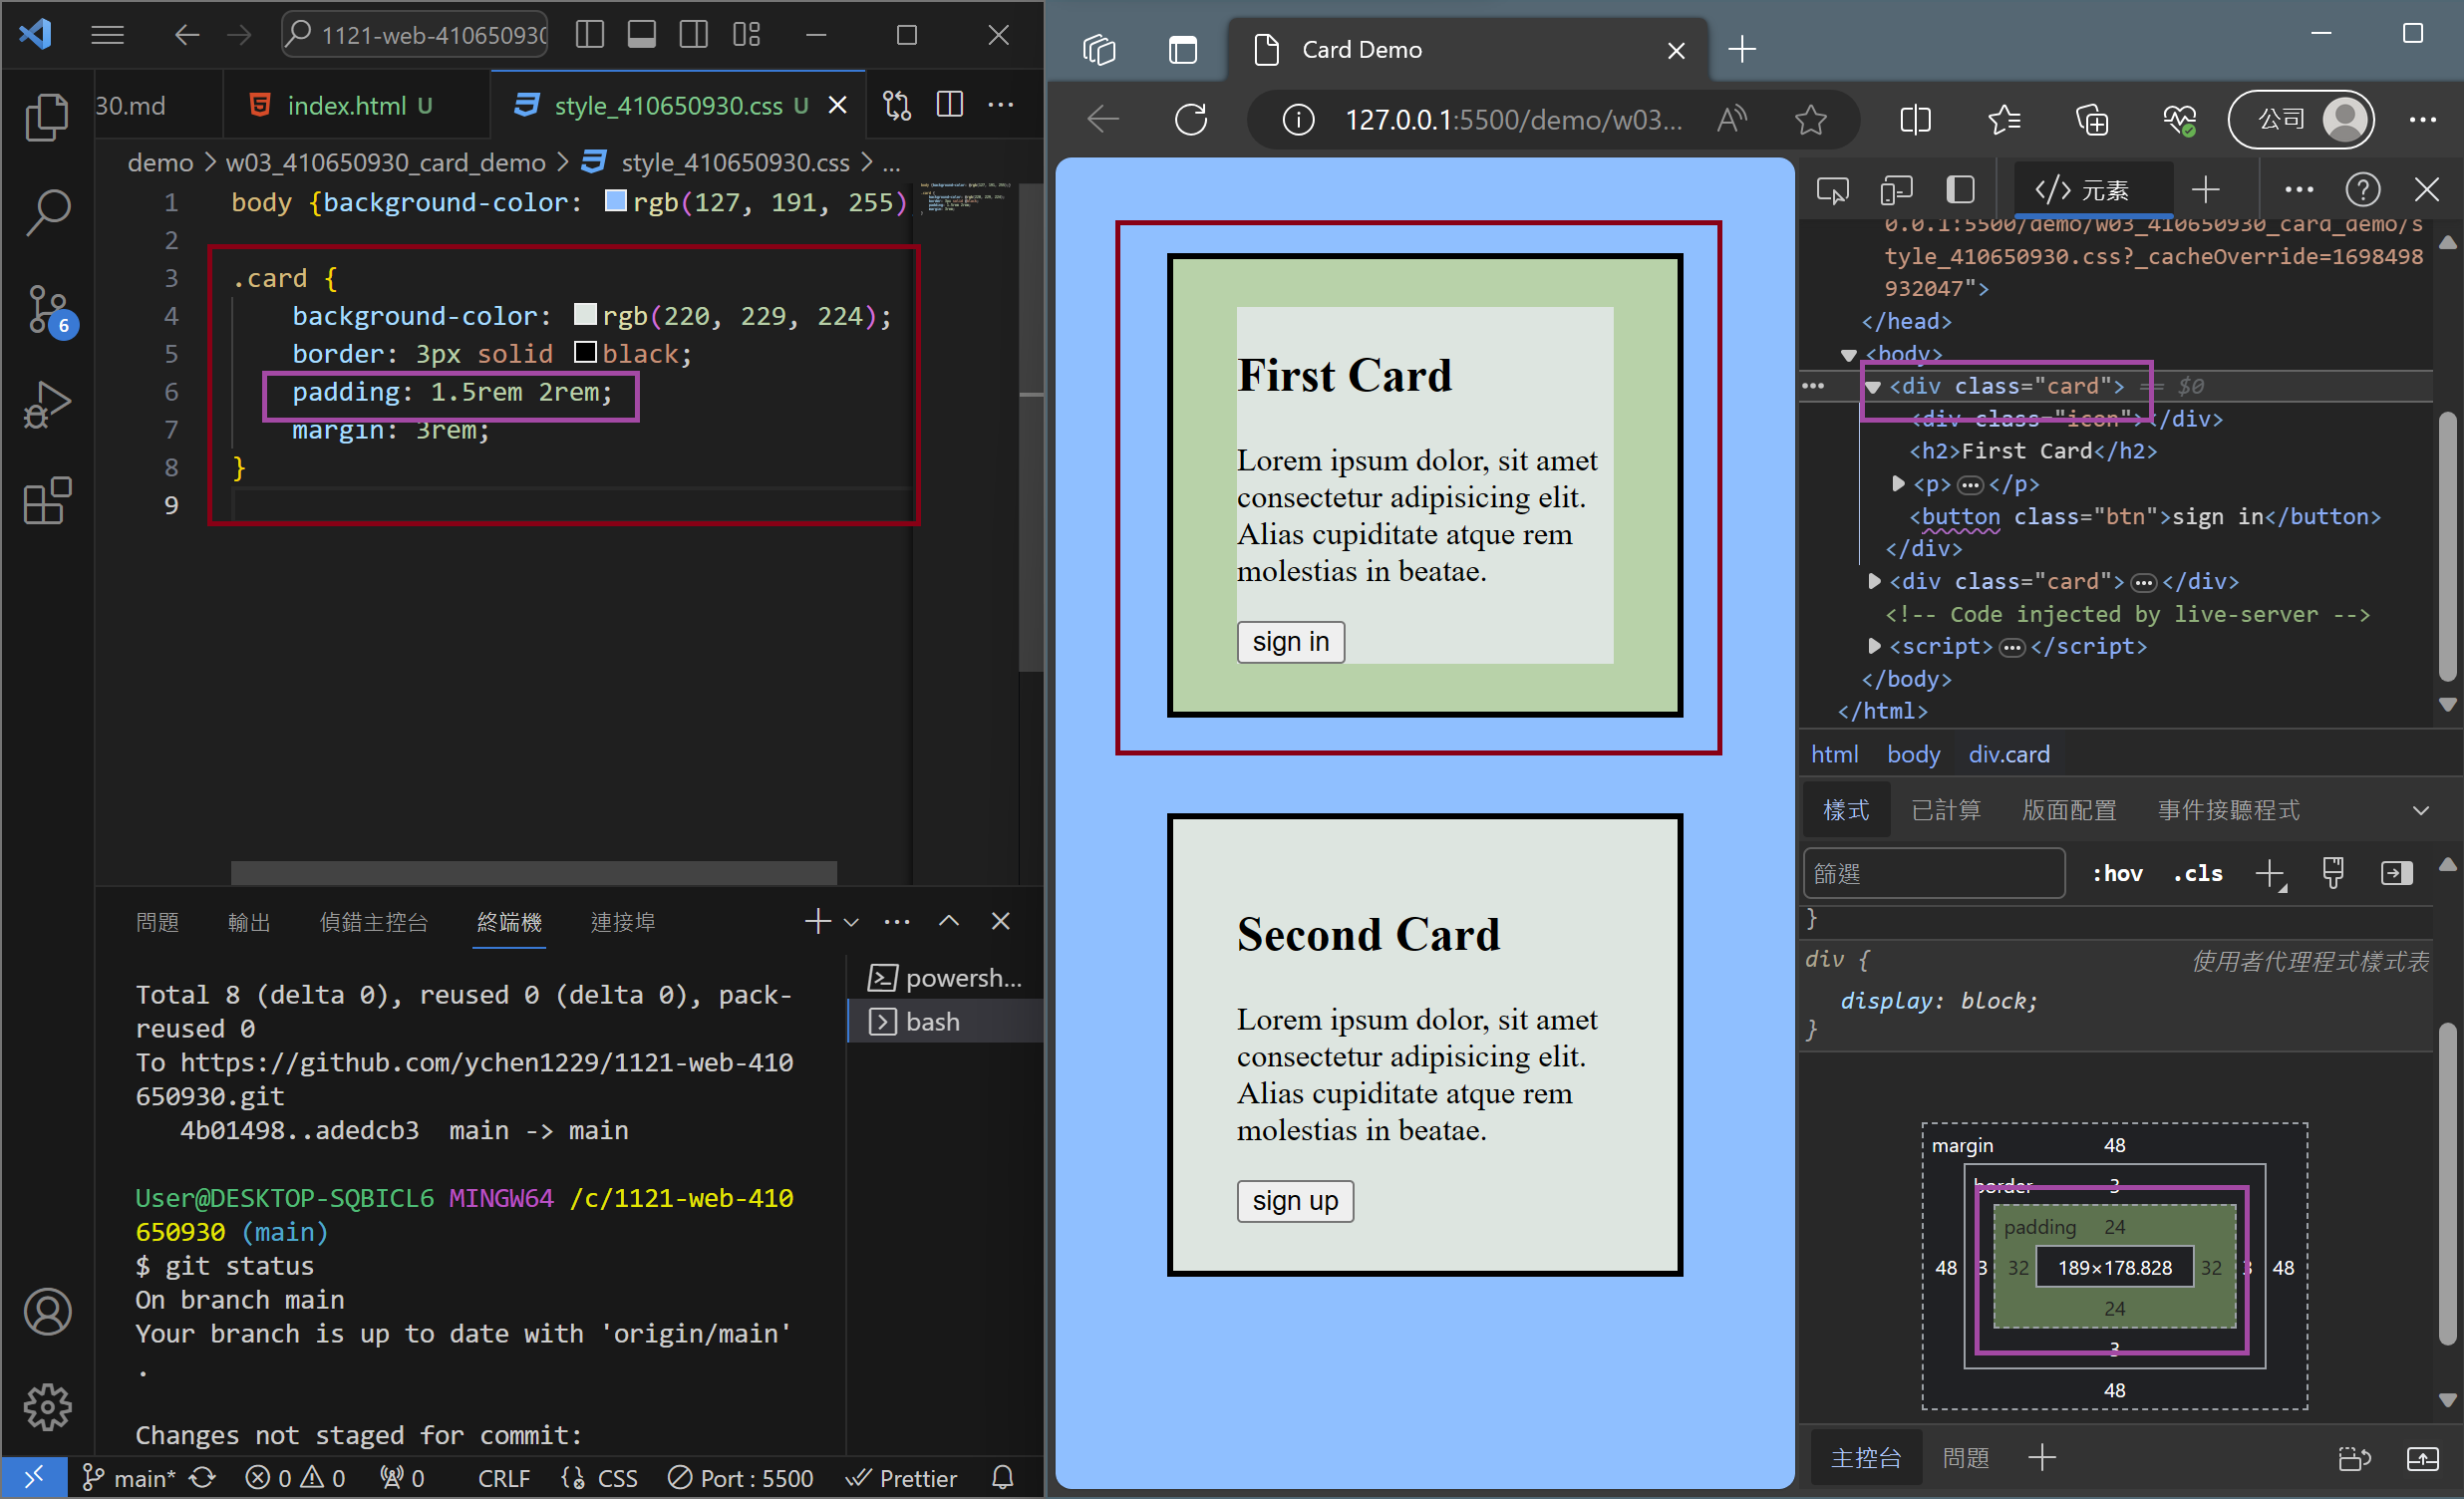 1121-web-410650930
30.md
index.html U
style_410650930.css U
demo > w03_410650930_card_demo > style_410650930.css > ...
1 body {background-color: rgb(127, 191, 255)
2
3 .card {
4 background-color: rgb(220, 229, 224);
5 border: 3px solid black;
6 padding: 1.5rem 2rem;
7 margin: 3rem;
8 }
9
6
問題 輸出 偵錯主控台 終端機 連接埠
powersh...
bash
Total 8 (delta 0), reused 0 (delta 0), pack-
reused 0
To https://github.com/ychen1229/1121-web-410
650930.git
4b01498..adedcb3 main -> main
User@DESKTOP-SQBICL6 MINGW64 /c/1121-web-410
650930 (main)
$ git status
On branch main
Your branch is up to date with 'origin/main'
.
Changes not staged for commit:
main* 0 0 0 CRLF CSS Port : 5500 Prettier
Card Demo
127.0.0.1:5500/demo/w03...
公司
First Card
Lorem ipsum dolor, sit amet
consectetur adipisicing elit.
Alias cupiditate atque rem
molestias in beatae.
sign in
Second Card
Lorem ipsum dolor, sit amet
consectetur adipisicing elit.
Alias cupiditate atque rem
molestias in beatae.
sign up
元素
0.0.1:5500/demo/w03_410650930_card_demo/s
tyle_410650930.css?_cacheOverride=1698498
932047">
</head>
<body>
<div class="card"> == $0
<div class="icon"></div>
<h2>First Card</h2>
<p>…</p>
<button class="btn">sign in</button>
</div>
<div class="card">…</div>
<!-- Code injected by live-server -->
<script>…</script>
</body>
</html>
html body div.card
樣式 已計算 版面配置 事件接聽程式
篩選 :hov .cls
}
div { 使用者代理程式樣式表
display: block;
}
margin 48
border 3
padding 24
48 3 32 189×178.828 32 3 48
24
3
48
主控台 問題